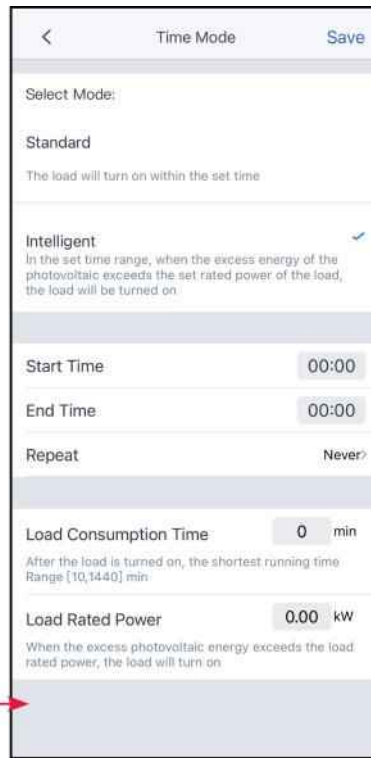 Time Mode Save
Select Mode:
Standard
The load will turn on within the set time
Intelligent
In the set time range, when the excess energy of the
photovoltaic exceeds the set rated power of the load,
the load will be turned on
Start Time 00:00
End Time 00:00
Repeat Never>
Load Consumption Time 0 min
After the load is turned on, the shortest running time
Range [10,1440] min
Load Rated Power 0.00 kW
When the excess photovoltaic energy exceeds the load
rated power, the load will turn on